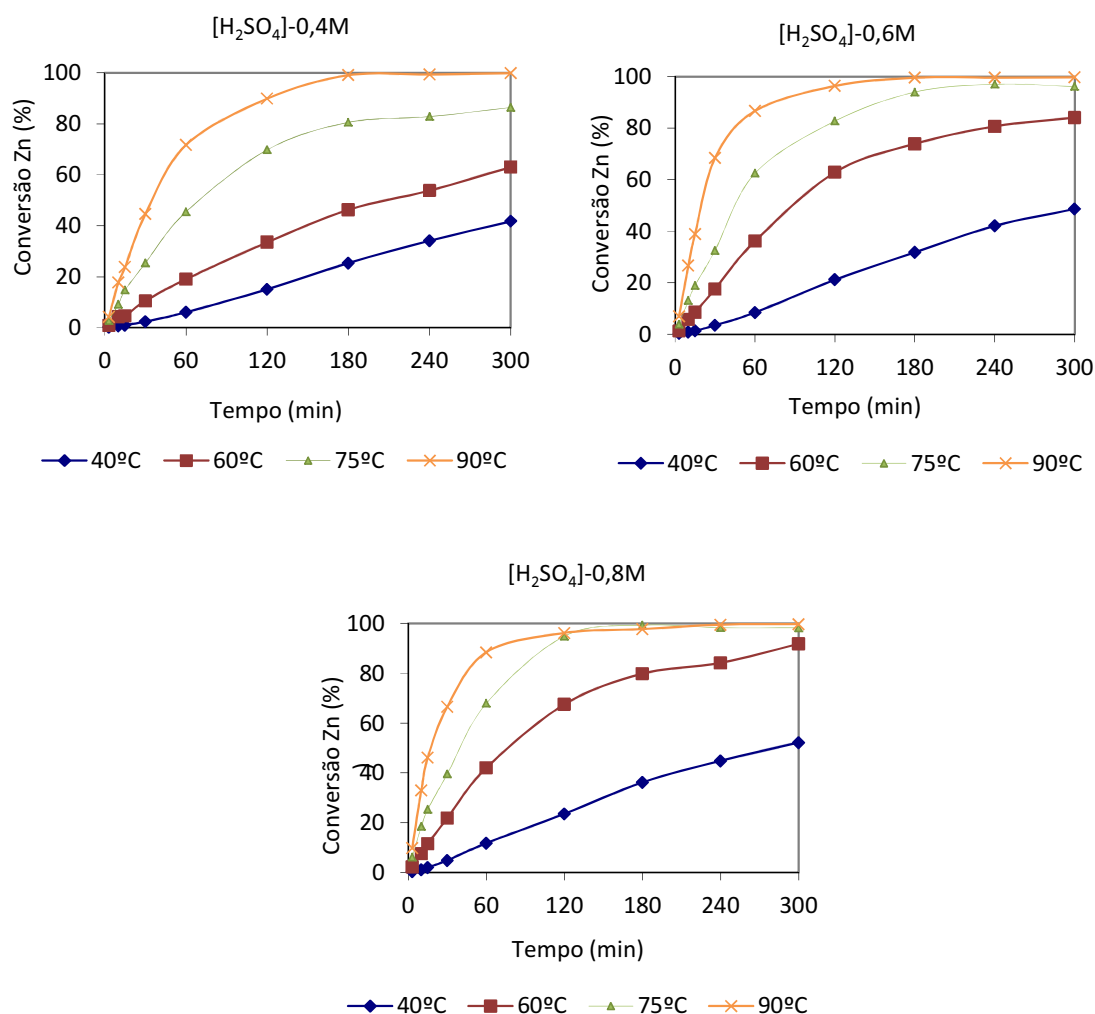 [H₂SO₄]-0,4M
Conversão Zn (%)
100
80
60
40
20
0
0 60 120 180 240 300
Tempo (min)
40ºC 60ºC 75ºC 90ºC
[H₂SO₄]-0,6M
Conversão Zn (%)
100
80
60
40
20
0
0 60 120 180 240 300
Tempo (min)
40ºC 60ºC 75ºC 90ºC
[H₂SO₄]-0,8M
Conversão Zn (%)
100
80
60
40
20
0
0 60 120 180 240 300
Tempo (min)
40ºC 60ºC 75ºC 90ºC